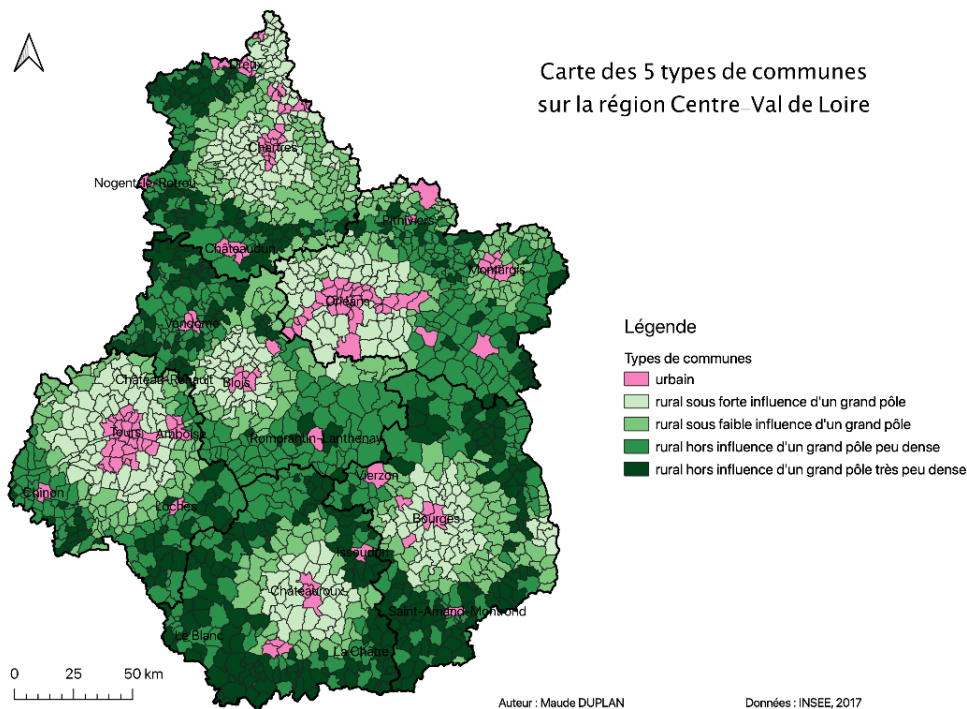 Carte des 5 types de communes
sur la région Centre-Val de Loire
Dreux
Chartres
Nogent-le-Rotrou
Pithiviers
Châteaudun
Montargis
Orléans
Vendôme
Château-Renault
Blois
Tours
Amboise
Romorantin-Lanthenay
Vierzon
Chinon
Loches
Bourges
Issoudun
Châteauroux
Saint-Amand-Montrond
Le Blanc
La Châtre
Légende
Types de communes
urbain
rural sous forte influence d'un grand pôle
rural sous faible influence d'un grand pôle
rural hors influence d'un grand pôle peu dense
rural hors influence d'un grand pôle très peu dense
0 25 50 km
Auteur : Maude DUPLAN
Données : INSEE, 2017